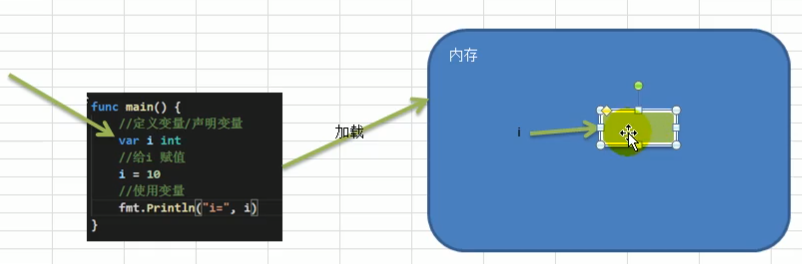 func main() {
//定义变量/声明变量
var i int
//给i 赋值
i = 10
//使用变量
fmt.Println("i=", i)
}
加载
内存
i